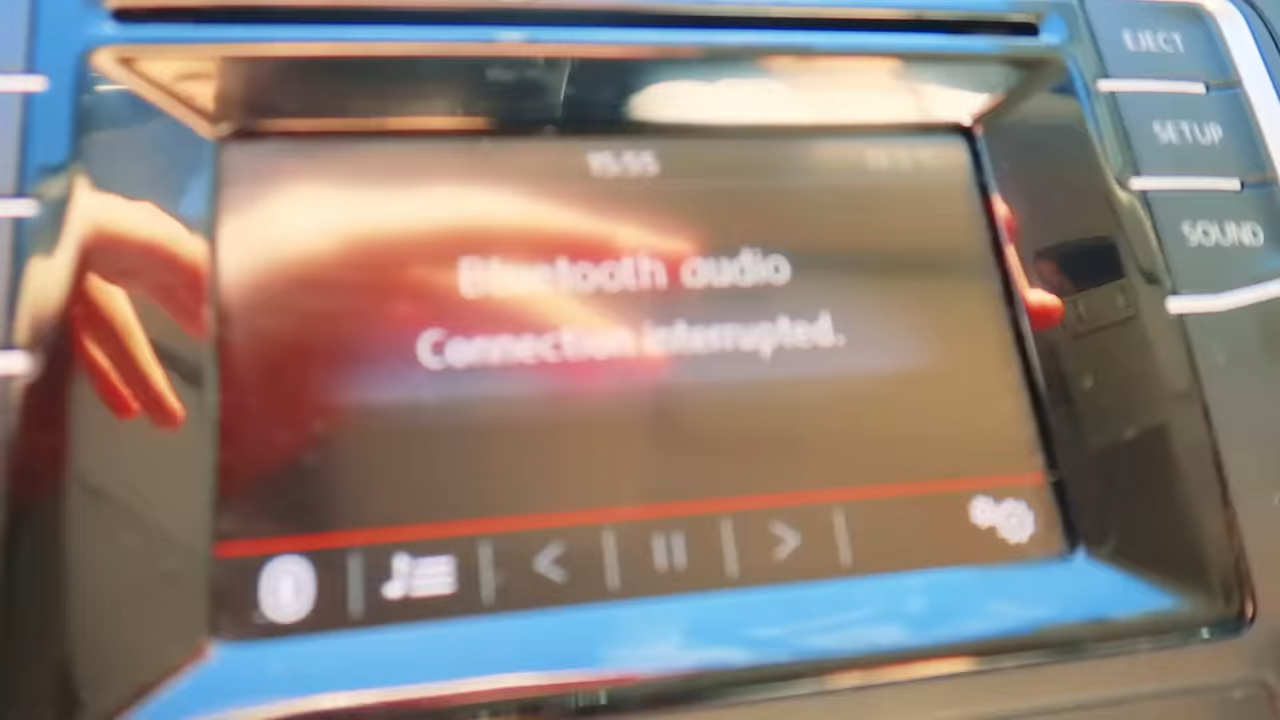 EJECT
SETUP
SOUND
15:55
Bluetooth audio
Connection interrupted.